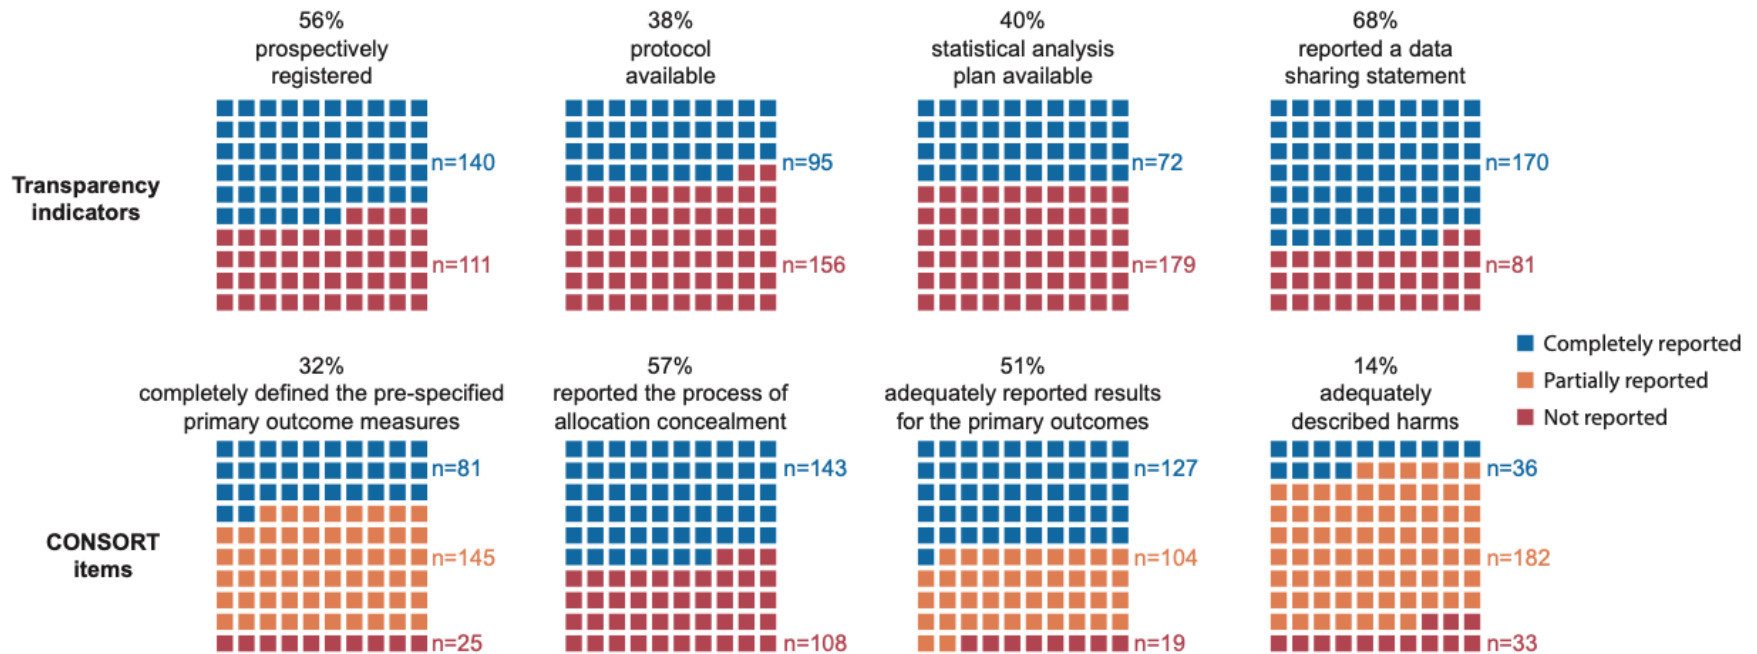 56%
prospectively
registered
38%
protocol
available
40%
statistical analysis
plan available
68%
reported a data
sharing statement
Transparency
indicators
n=140
n=111
n=95
n=156
n=72
n=179
n=170
n=81
Completely reported
Partially reported
Not reported
32%
completely defined the pre-specified
primary outcome measures
57%
reported the process of
allocation concealment
51%
adequately reported results
for the primary outcomes
14%
adequately
described harms
CONSORT
items
n=81
n=145
n=25
n=143
n=108
n=127
n=104
n=19
n=36
n=182
n=33